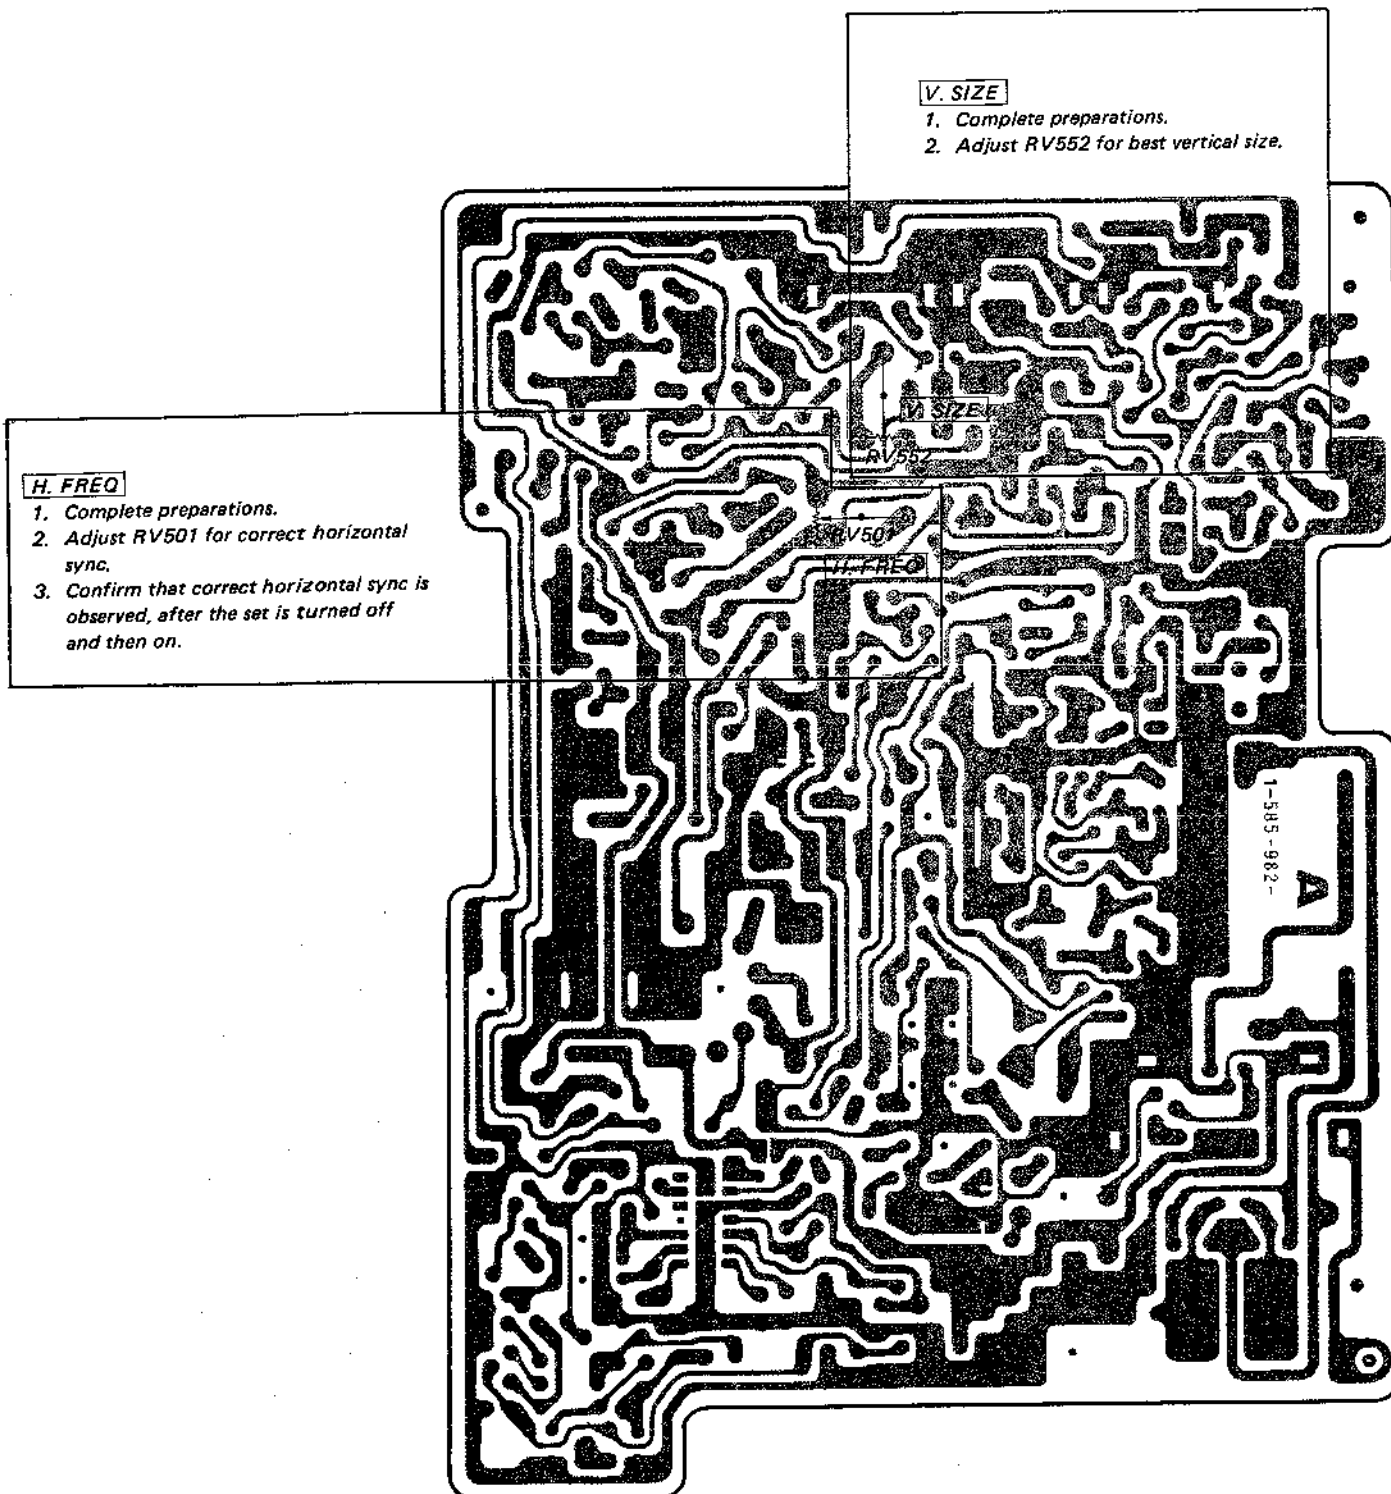 V. SIZE
1. Complete preparations.
2. Adjust RV552 for best vertical size.
V. SIZE
RV552
H. FREQ
1. Complete preparations.
2. Adjust RV501 for correct horizontal
sync.
3. Confirm that correct horizontal sync is
observed, after the set is turned off
and then on.
RV501
H. FREQ
1-585-982-
A